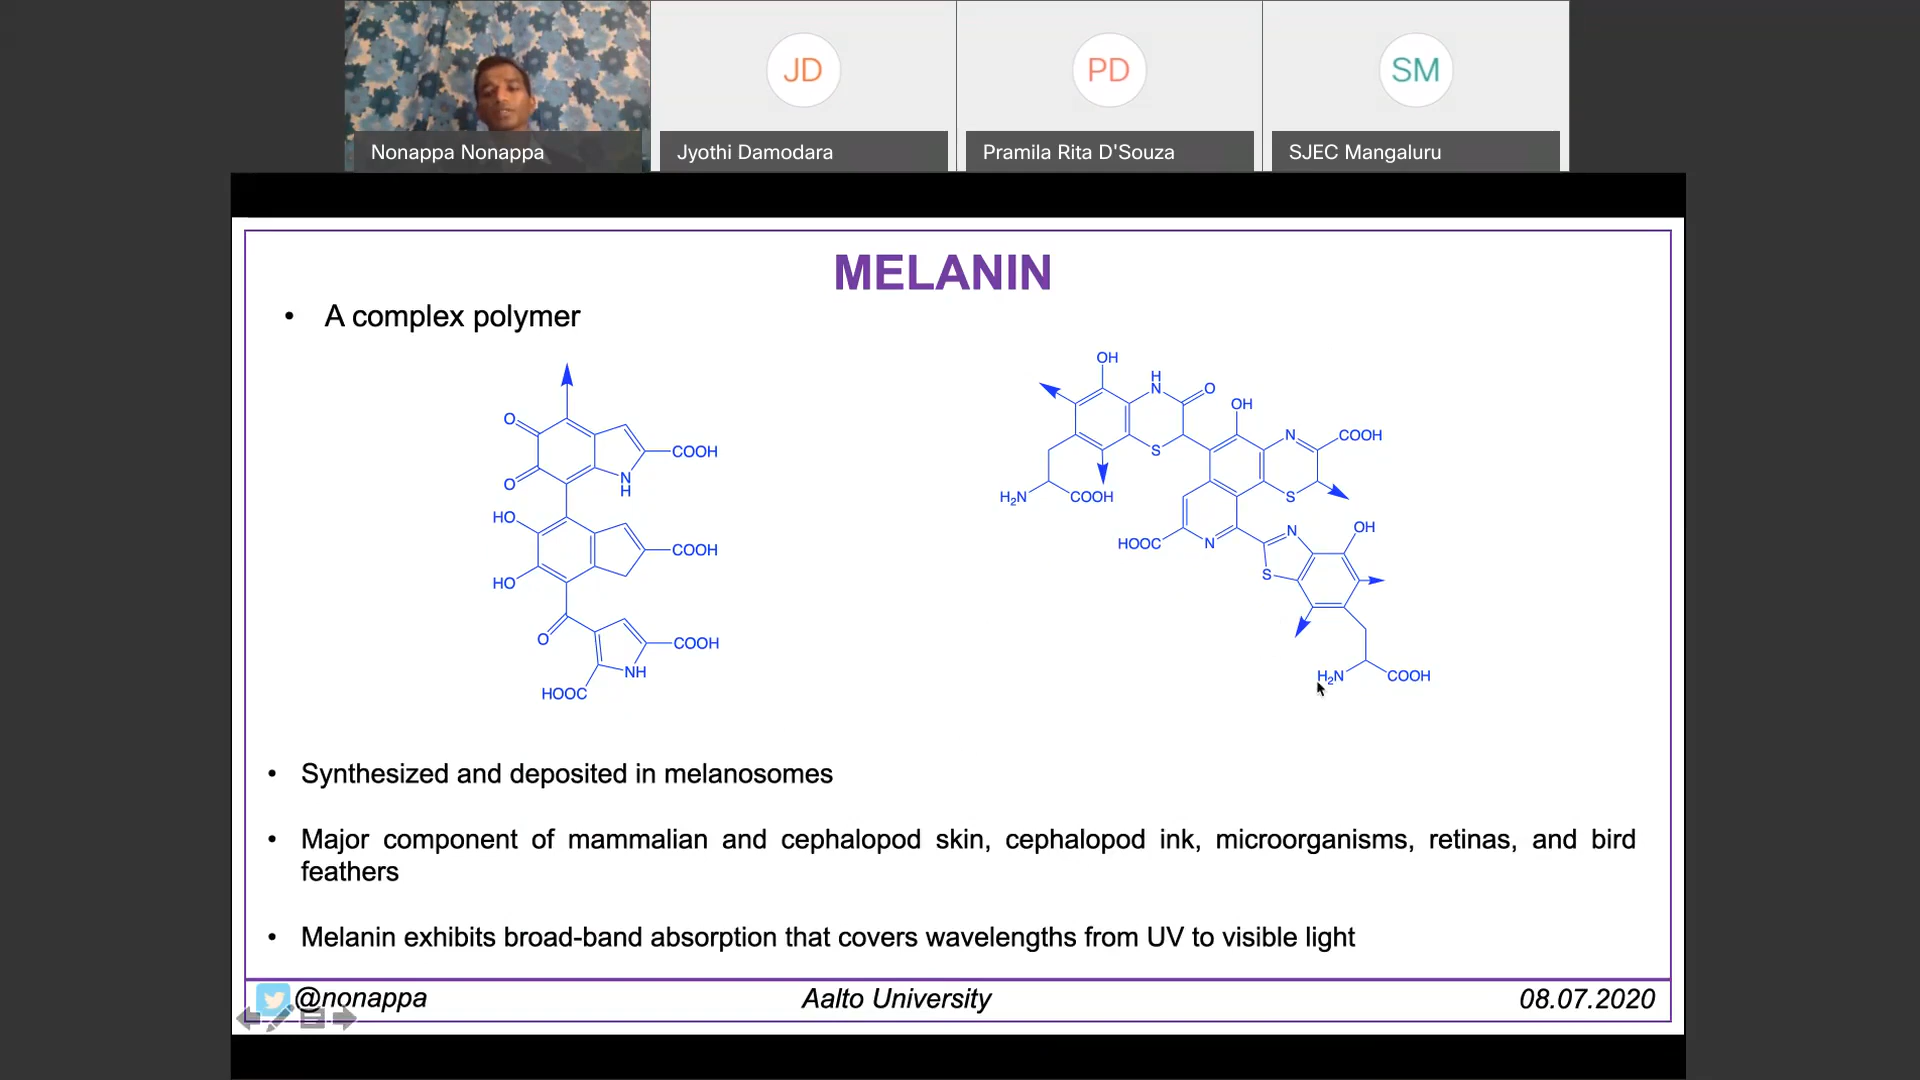 JD
PD
SM
Nonappa Nonappa
Jyothi Damodara
Pramila Rita D'Souza
SJEC Mangaluru
MELANIN
• A complex polymer
O
O
COOH
N
H
HO
HO
COOH
O
COOH
NH
HOOC
OH
H
N
O
S
H₂N
COOH
OH
N
COOH
S
HOOC
N
N
S
OH
H₂N
COOH
• Synthesized and deposited in melanosomes
• Major component of mammalian and cephalopod skin, cephalopod ink, microorganisms, retinas, and bird
feathers
• Melanin exhibits broad-band absorption that covers wavelengths from UV to visible light
@nonappa
Aalto University
08.07.2020